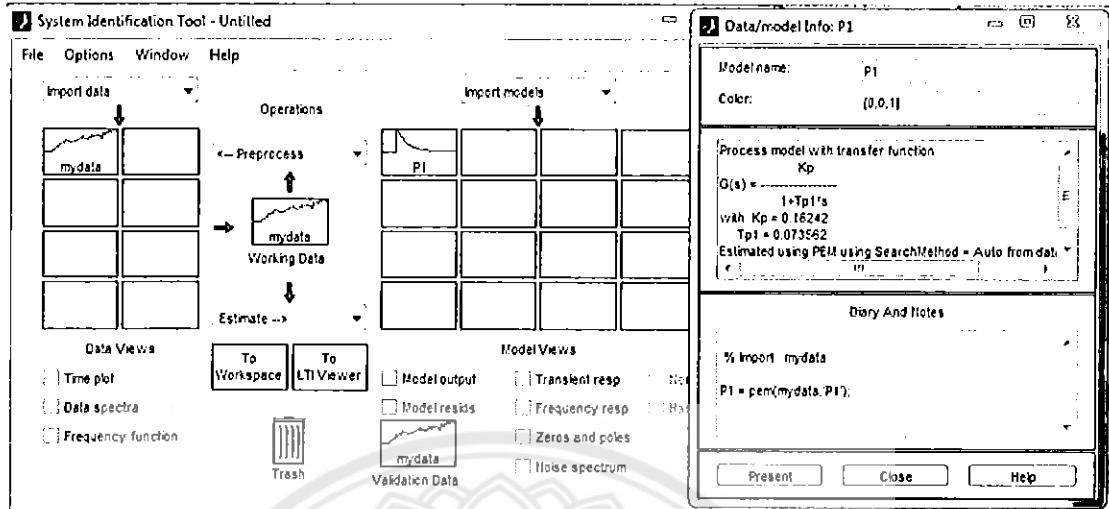 System Identification Tool - Untitled
File Options Window Help
Import data
Operations
Import models
mydata
<-- Preprocess
P1
mydata
Working Data
Estimate -->
Data Views
To Workspace
To LTI Viewer
Model Views
Time plot
Data spectra
Frequency function
Trash
Model output
Transient resp
Model resids
Frequency resp
Zeros and poles
Noise spectrum
mydata
Validation Data
Data/model Info: P1
Model name: P1
Color: [0,0,1]
Process model with transfer function
Kp
G(s) = ----------------
1+Tp1*s
with Kp = 0.16242
Tp1 = 0.073562
Estimated using PEM using SearchMethod = Auto from
Diary And Notes
% Import mydata
P1 = pem(mydata,'P1');
Present
Close
Help